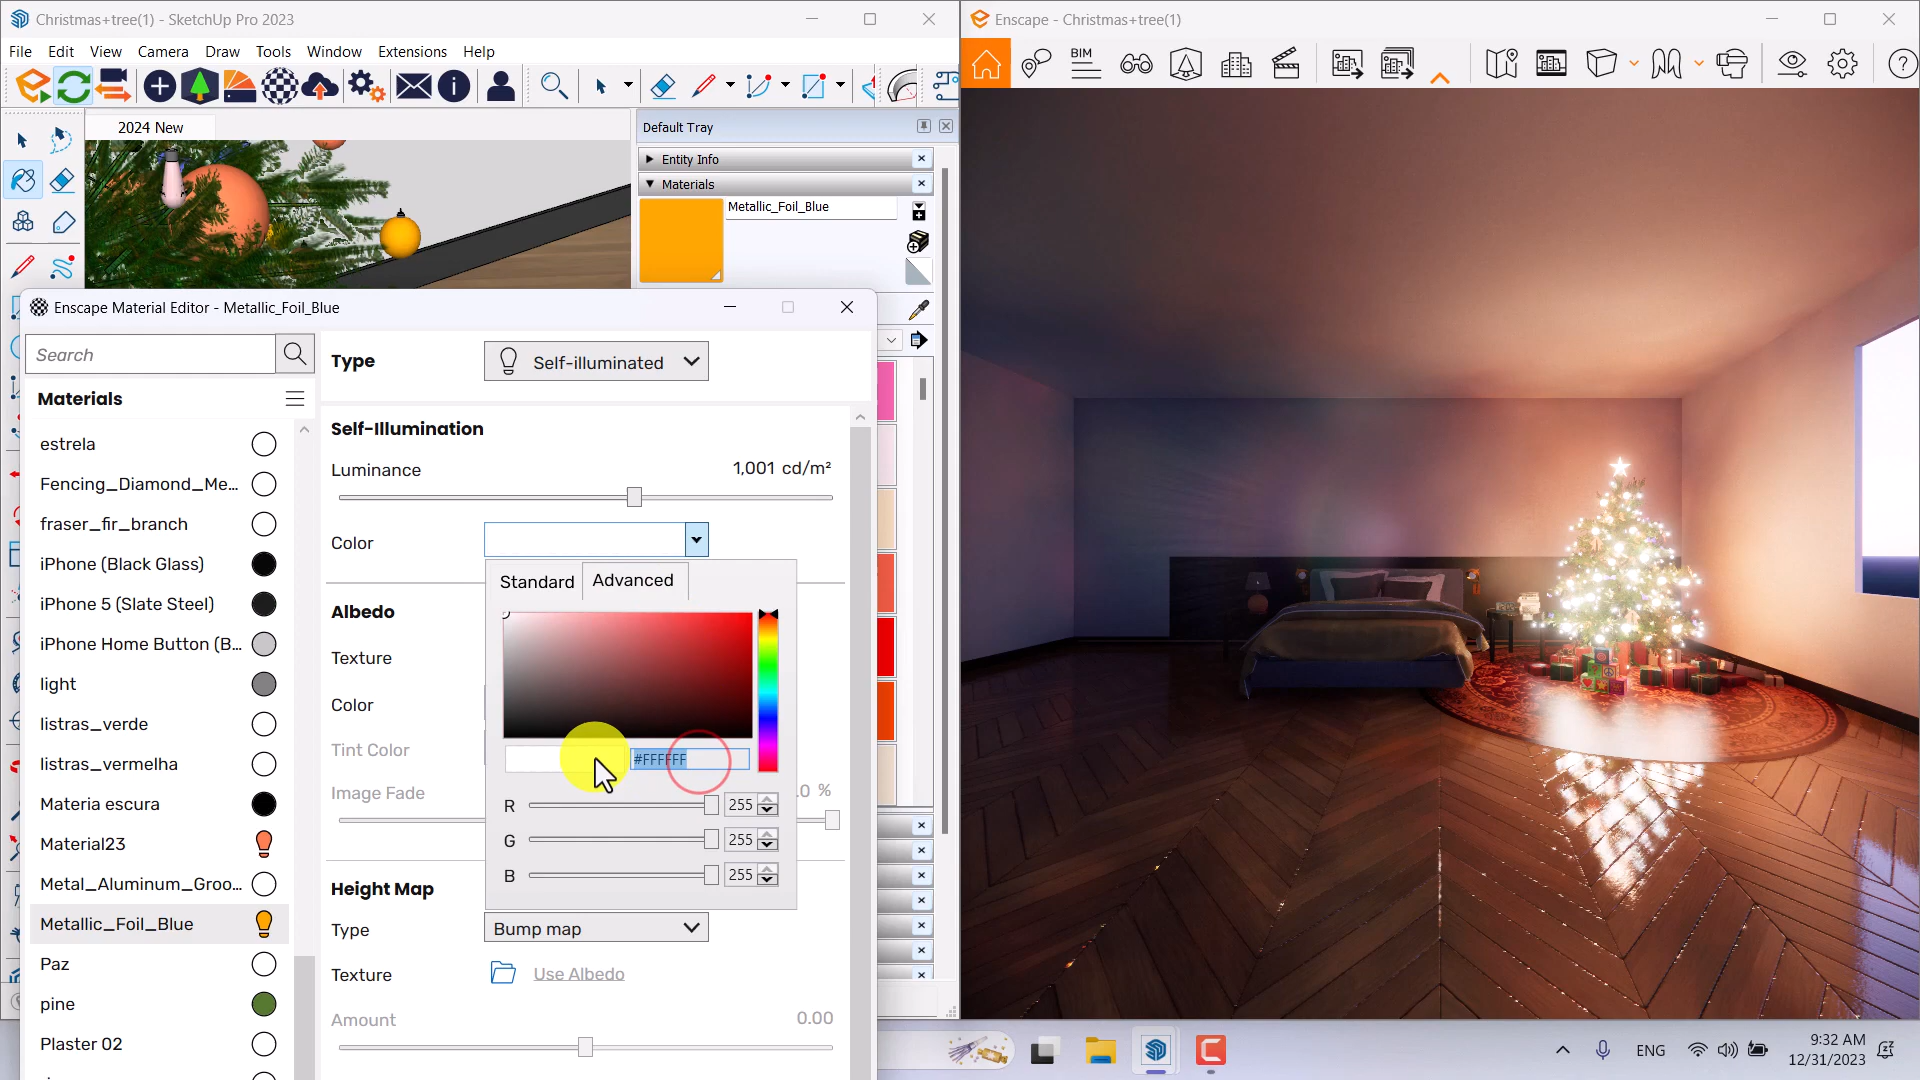 Christmas+tree(1) - SketchUp Pro 2023
Enscape - Christmas+tree(1)
File Edit View Camera Draw Tools Window Extensions Help
BIM
2024 New
Default Tray
Entity Info
Materials
Metallic_Foil_Blue
Enscape Material Editor - Metallic_Foil_Blue
Search
Type
Self-illuminated
Materials
Self-Illumination
Luminance
1,001 cd/m²
Color
Standard
Advanced
Albedo
Texture
Color
Tint Color
Image Fade
.0 %
#FFFFFF
R 255
G 255
B 255
Height Map
Type
Bump map
Texture
Use Albedo
Amount
0.00
estrela
Fencing_Diamond_Me...
fraser_fir_branch
iPhone (Black Glass)
iPhone 5 (Slate Steel)
iPhone Home Button (B...
light
listras_verde
listras_vermelha
Materia escura
Material23
Metal_Aluminum_Groo...
Metallic_Foil_Blue
Paz
pine
Plaster 02
ENG
9:32 AM
12/31/2023